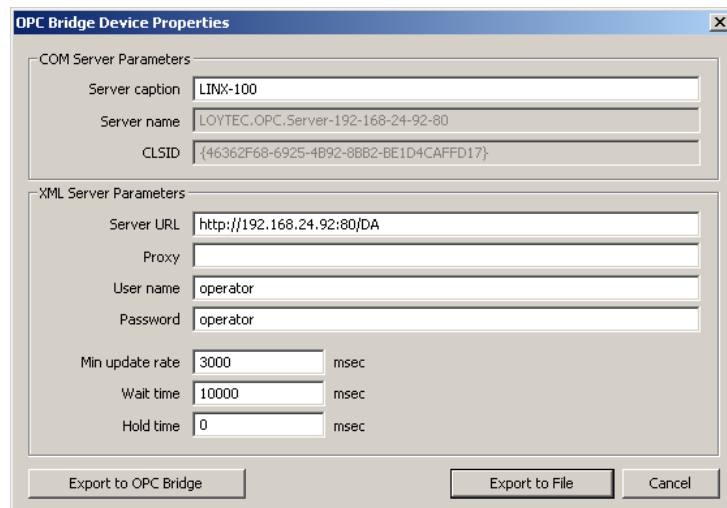 OPC Bridge Device Properties
COM Server Parameters
Server caption LINX-100
Server name LOYTEC.OPC.Server-192-168-24-92-80
CLSID {46362F68-6925-4B92-8BB2-BE1D4CAFFD17}
XML Server Parameters
Server URL http://192.168.24.92:80/DA
Proxy
User name operator
Password operator
Min update rate 3000 msec
Wait time 10000 msec
Hold time 0 msec
Export to OPC Bridge Export to File Cancel